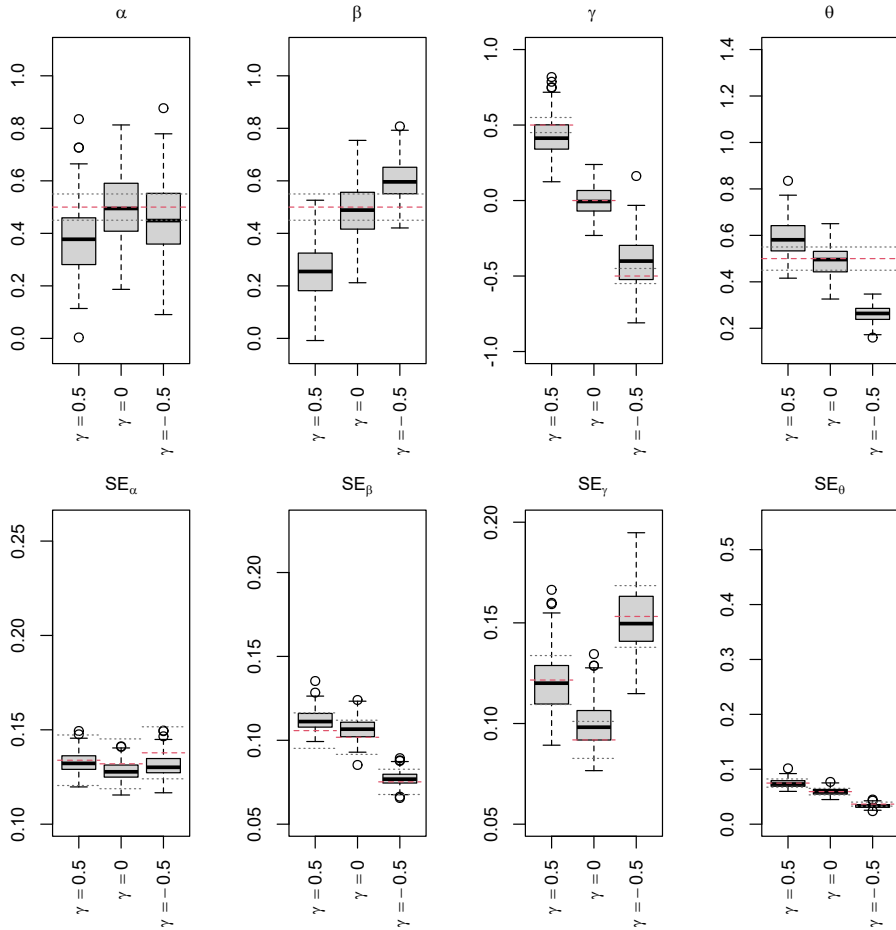 α β γ θ
0.0 0.2 0.4 0.6 0.8 1.0
γ = 0.5
γ = 0
γ = − 0.5
0.0 0.2 0.4 0.6 0.8 1.0
γ = 0.5
γ = 0
γ = − 0.5
-1.0 -0.5 0.0 0.5 1.0
γ = 0.5
γ = 0
γ = − 0.5
0.2 0.4 0.6 0.8 1.0 1.2 1.4
γ = 0.5
γ = 0
γ = − 0.5
SEα SEβ SEγ SEθ
0.10 0.15 0.20 0.25
γ = 0.5
γ = 0
γ = − 0.5
0.05 0.10 0.15 0.20
γ = 0.5
γ = 0
γ = − 0.5
0.05 0.10 0.15 0.20
γ = 0.5
γ = 0
γ = − 0.5
0.0 0.1 0.2 0.3 0.4 0.5
γ = 0.5
γ = 0
γ = − 0.5